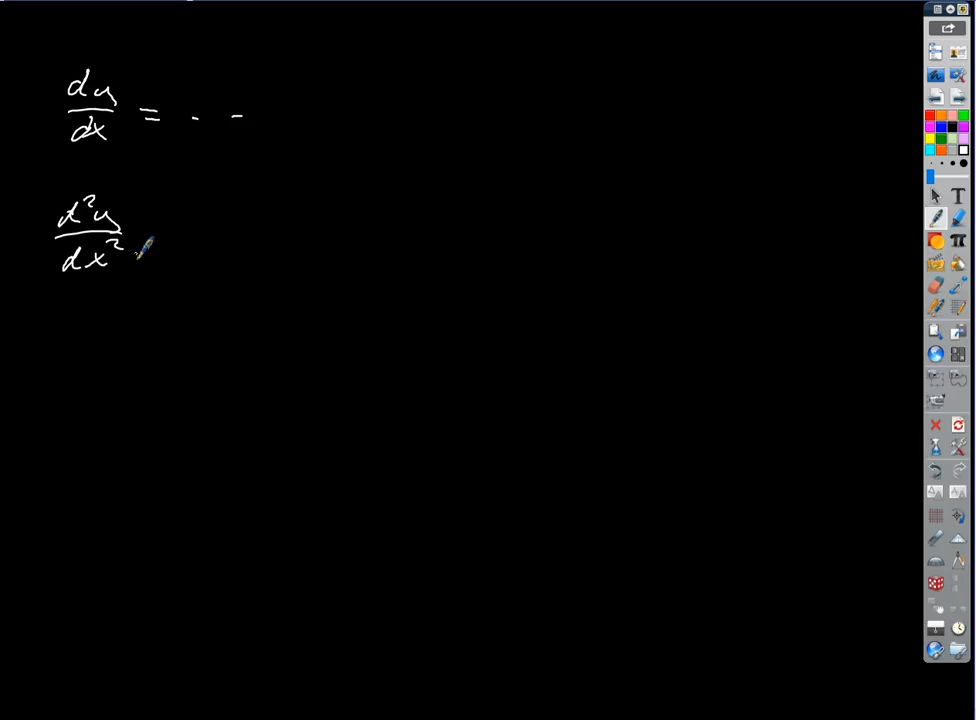 dy/dx = . -
d²y/dx²
T
π